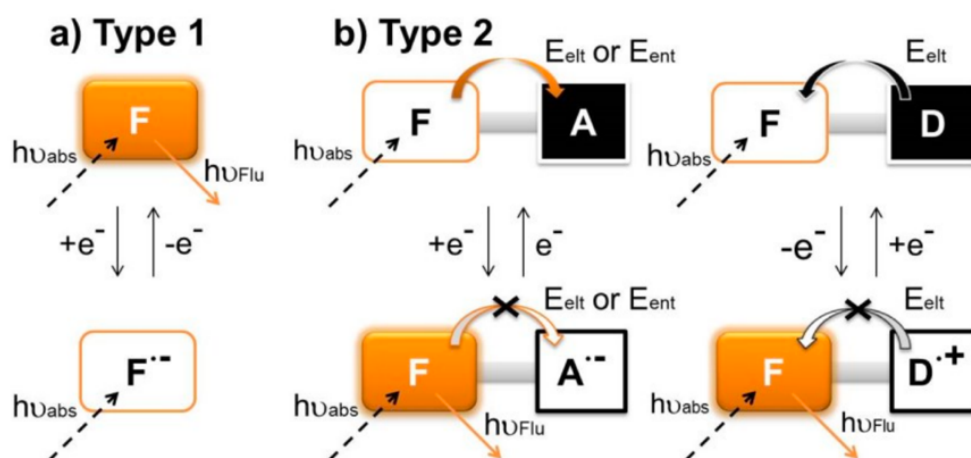 a) Type 1
b) Type 2
Eelt or Eent
Eelt
F
F
A
F
D
hυabs
hυFlu
hυabs
hυabs
+e⁻
-e⁻
+e⁻
e⁻
-e⁻
+e⁻
Eelt or Eent
Eelt
F·⁻
F
A·⁻
F
D·+
hυabs
hυabs
hυFlu
hυabs
hυFlu